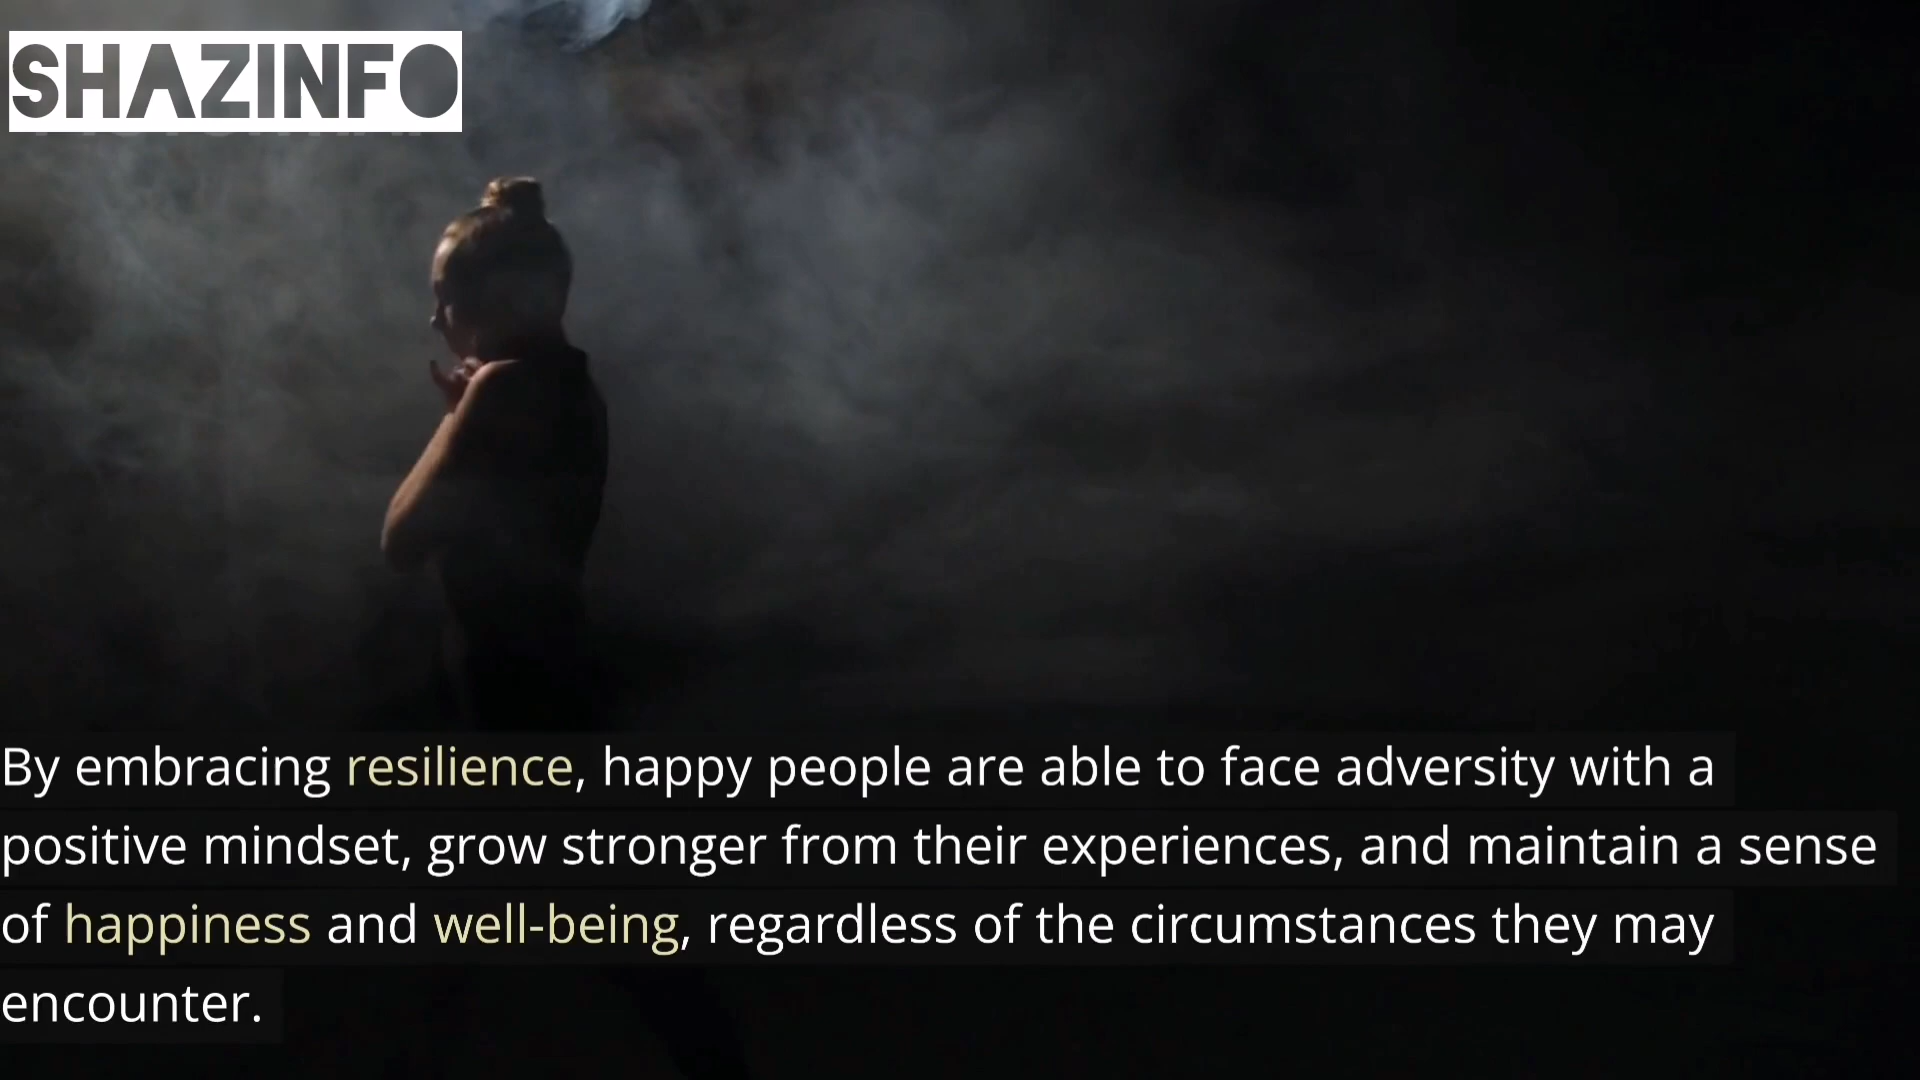 SHAZINFO
By embracing resilience, happy people are able to face adversity with a
positive mindset, grow stronger from their experiences, and maintain a sense
of happiness and well-being, regardless of the circumstances they may
encounter.